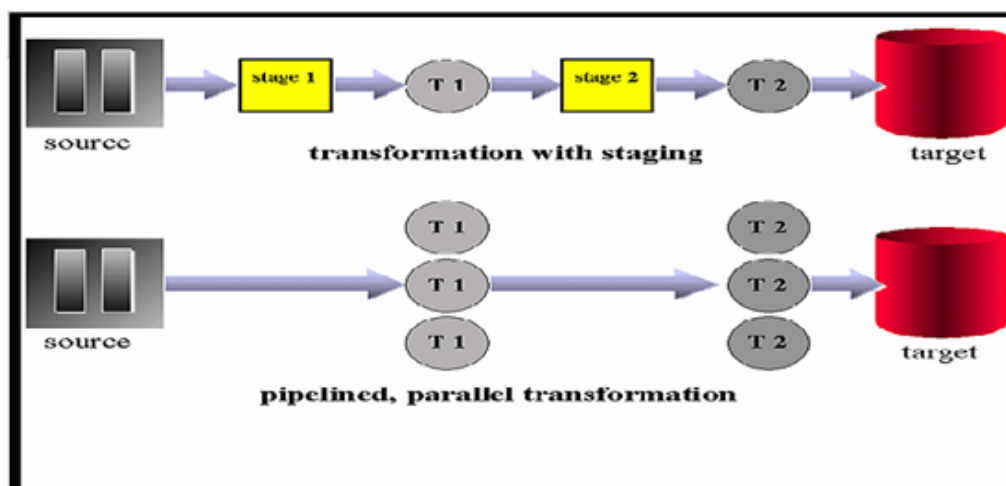 stage 1
T 1
stage 2
T 2
source
transformation with staging
target
T 1
T 2
T 1
T 2
T 1
T 2
source
target
pipelined, parallel transformation